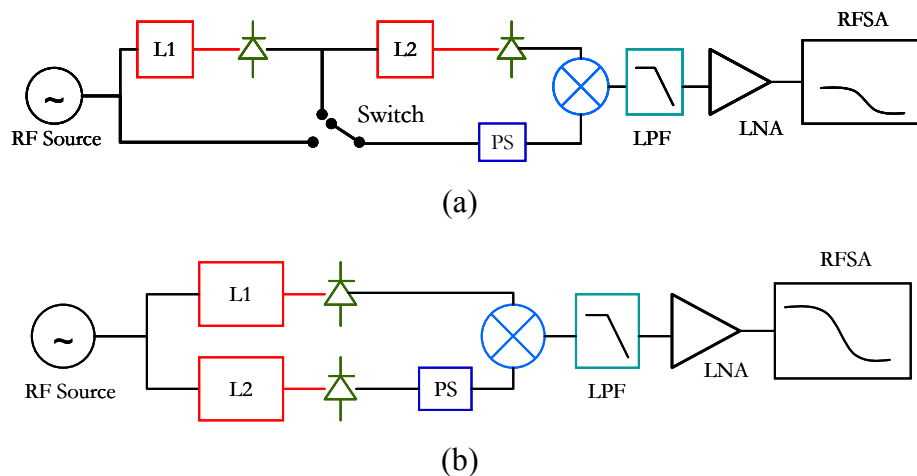 RFSA
L1
L2
~
Switch
RF Source
PS
LPF
LNA
(a)
RFSA
L1
~
L2
PS
LNA
RF Source
LPF
(b)